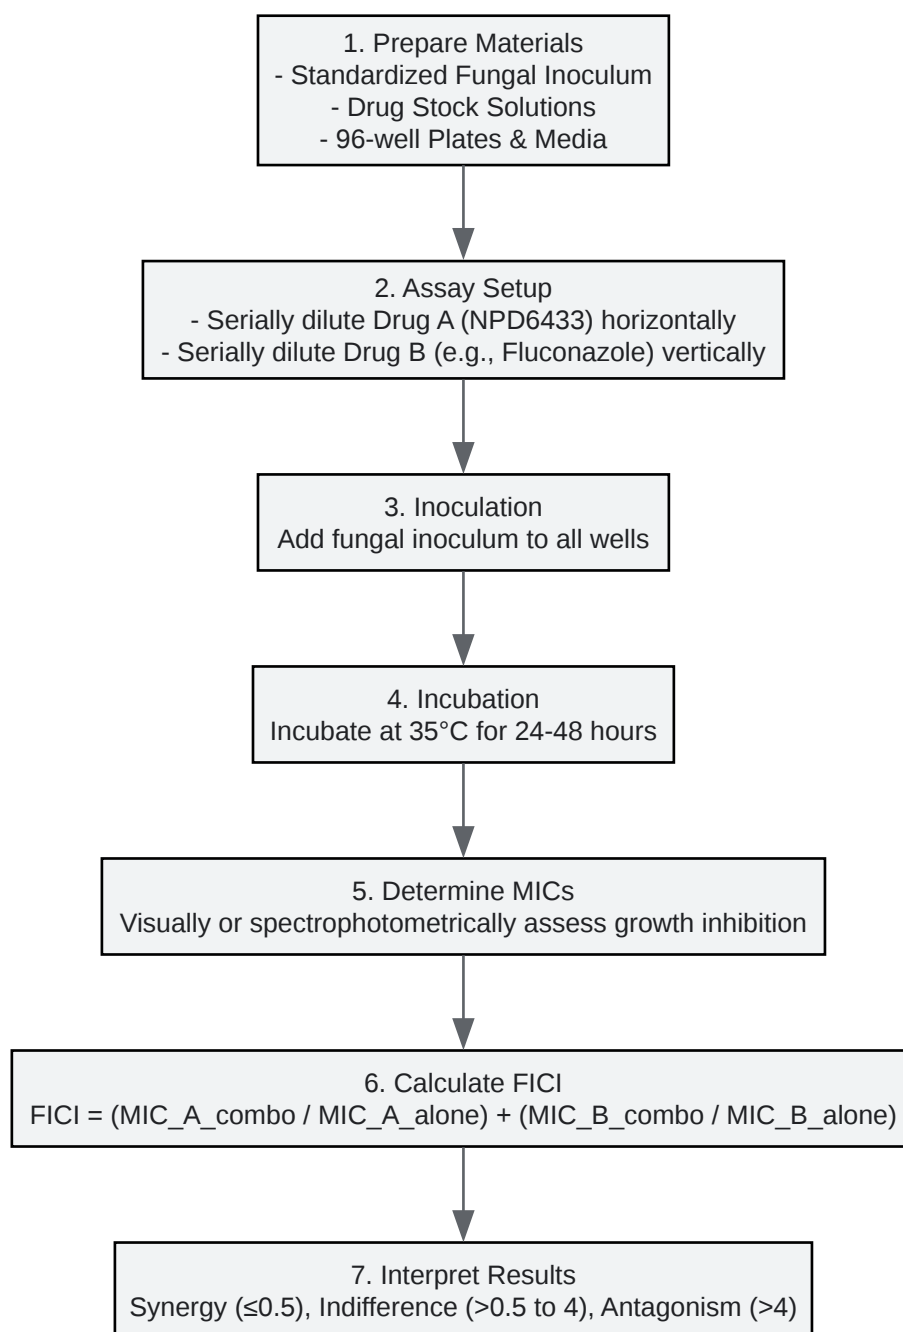 1. Prepare Materials
- Standardized Fungal Inoculum
- Drug Stock Solutions
- 96-well Plates & Media
2. Assay Setup
- Serially dilute Drug A (NPD6433) horizontally
- Serially dilute Drug B (e.g., Fluconazole) vertically
3. Inoculation
Add fungal inoculum to all wells
4. Incubation
Incubate at 35°C for 24-48 hours
5. Determine MICs
Visually or spectrophotometrically assess growth inhibition
6. Calculate FICI
FICI = (MIC_A_combo / MIC_A_alone) + (MIC_B_combo / MIC_B_alone)
7. Interpret Results
Synergy (≤0.5), Indifference (>0.5 to 4), Antagonism (>4)